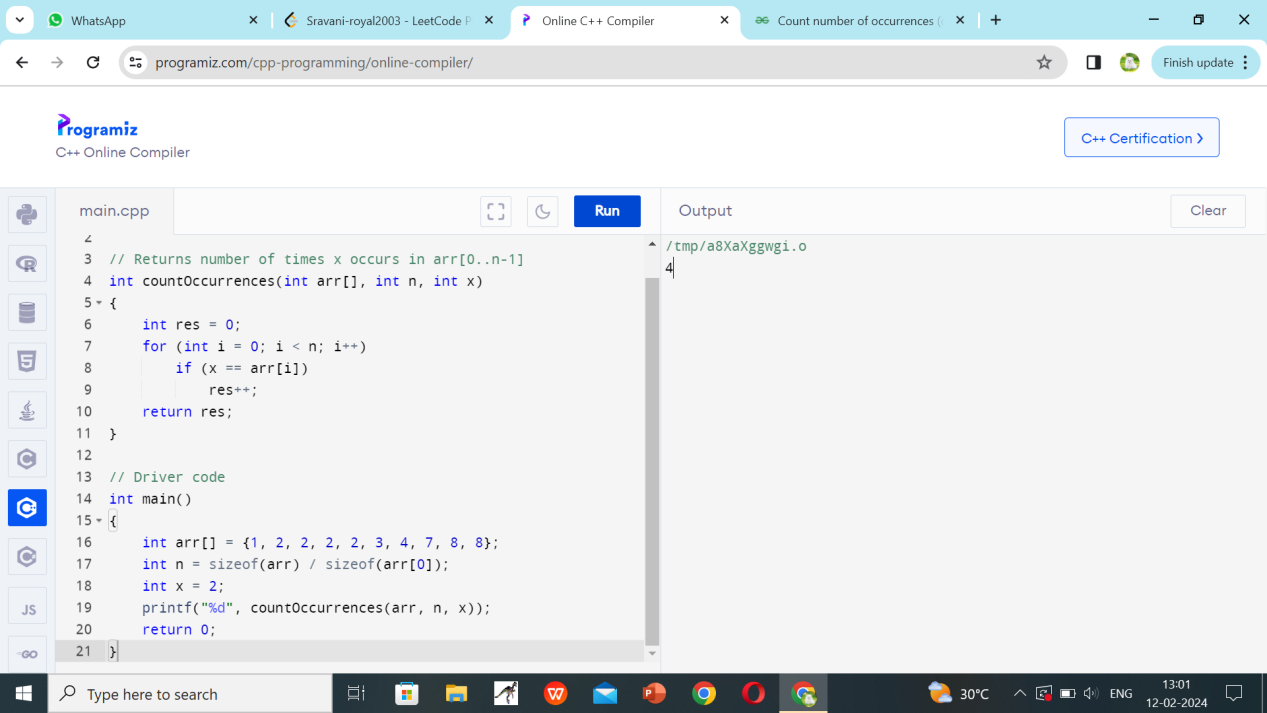 WhatsApp
Sravani-royal2003 - LeetCode P
Online C++ Compiler
Count number of occurrences (
Finish update
programiz.com/cpp-programming/online-compiler/
Programiz
C++ Online Compiler
C++ Certification
main.cpp
Run
Output
Clear
2
3 // Returns number of times x occurs in arr[0..n-1]
4 int countOccurrences(int arr[], int n, int x)
5 {
6 int res = 0;
7 for (int i = 0; i < n; i++)
8 if (x == arr[i])
9 res++;
10 return res;
11 }
12
13 // Driver code
14 int main()
15 {
16 int arr[] = {1, 2, 2, 2, 2, 3, 4, 7, 8, 8};
17 int n = sizeof(arr) / sizeof(arr[0]);
18 int x = 2;
19 printf("%d", countOccurrences(arr, n, x));
20 return 0;
21 }
/tmp/a8XaXggwgi.o
4
JS
GO
Type here to search
30°C
ENG
13:01
12-02-2024